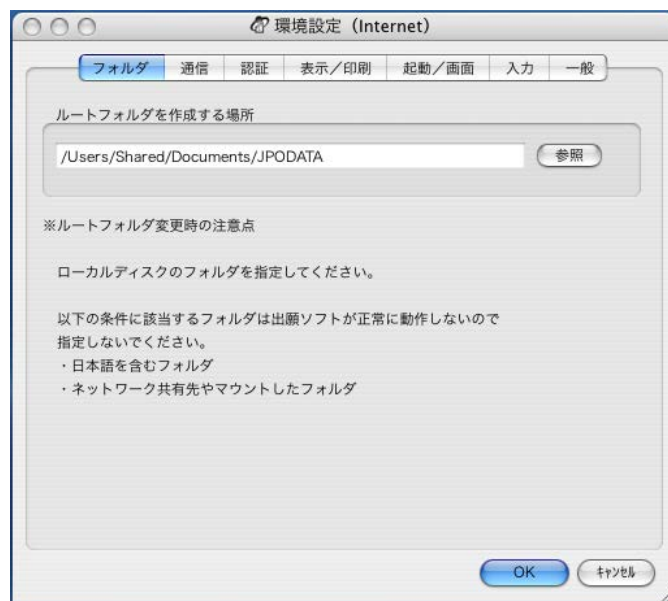 環境設定（Internet）
フォルダ 通信 認証 表示／印刷 起動／画面 入力 一般
ルートフォルダを作成する場所
/Users/Shared/Documents/JPODATA 参照
※ルートフォルダ変更時の注意点
ローカルディスクのフォルダを指定してください。
以下の条件に該当するフォルダは出願ソフトが正常に動作しないので
指定しないでください。
・日本語を含むフォルダ
・ネットワーク共有先やマウントしたフォルダ
OK ｷｬﾝｾﾙ